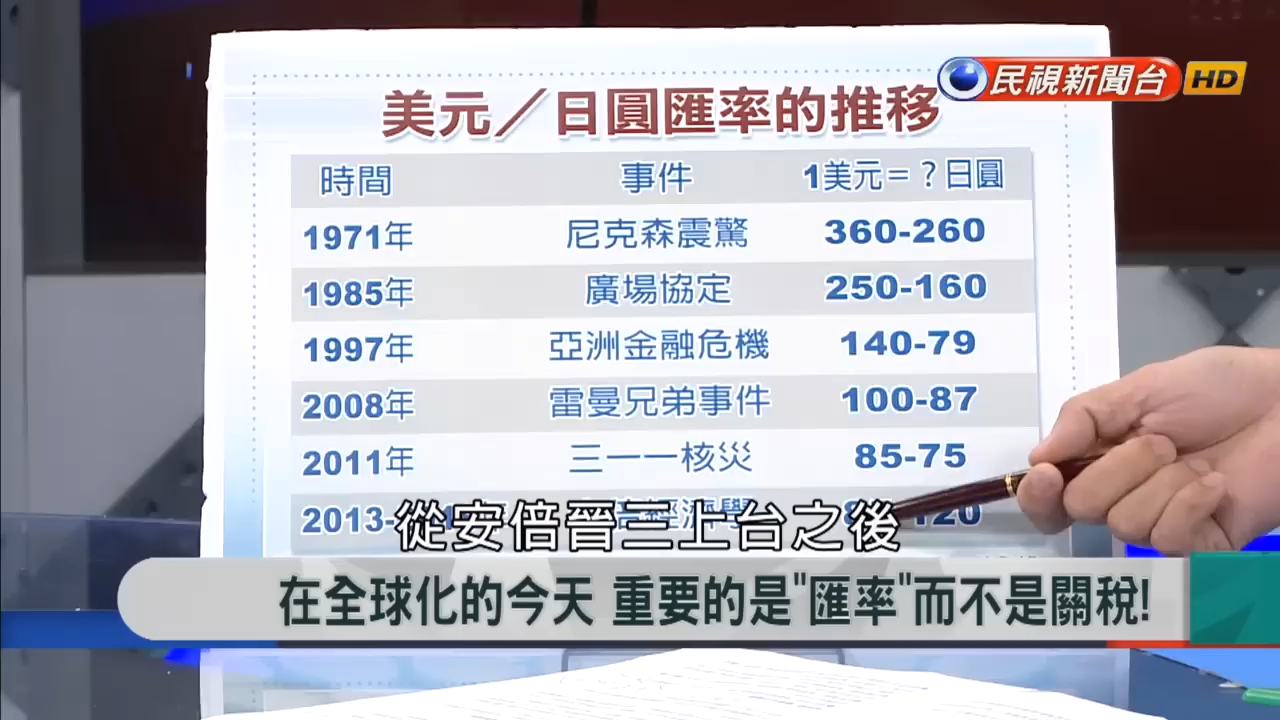 民視新聞台 HD
美元／日圓匯率的推移
時間 事件 1美元=?日圓
1971年 尼克森震驚 360-260
1985年 廣場協定 250-160
1997年 亞洲金融危機 140-79
2008年 雷曼兄弟事件 100-87
2011年 三一一核災 85-75
2013- 經濟學 120
從安倍晉三上台之後
在全球化的今天 重要的是"匯率"而不是關稅!